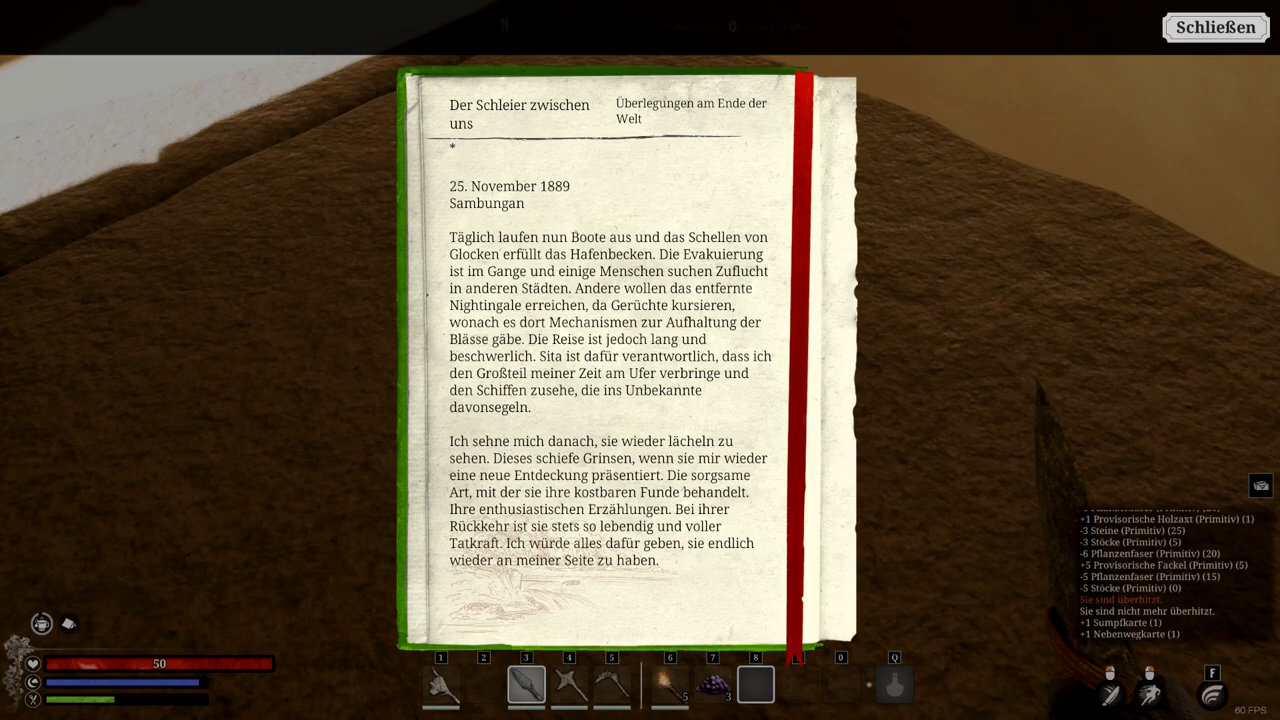 N
0
Schließen
Der Schleier zwischen
uns
Überlegungen am Ende der
Welt
*
25. November 1889
Sambungan
Täglich laufen nun Boote aus und das Schellen von
Glocken erfüllt das Hafenbecken. Die Evakuierung
ist im Gange und einige Menschen suchen Zuflucht
in anderen Städten. Andere wollen das entfernte
Nightingale erreichen, da Gerüchte kursieren,
wonach es dort Mechanismen zur Aufhaltung der
Blässe gäbe. Die Reise ist jedoch lang und
beschwerlich. Sita ist dafür verantwortlich, dass ich
den Großteil meiner Zeit am Ufer verbringe und
den Schiffen zusehe, die ins Unbekannte
davonsegeln.
Ich sehne mich danach, sie wieder lächeln zu
sehen. Dieses schiefe Grinsen, wenn sie mir wieder
eine neue Entdeckung präsentiert. Die sorgsame
Art, mit der sie ihre kostbaren Funde behandelt.
Ihre enthusiastischen Erzählungen. Bei ihrer
Rückkehr ist sie stets so lebendig und voller
Tatkraft. Ich würde alles dafür geben, sie endlich
wieder an meiner Seite zu haben.
+1 Provisorische Holzaxt (Primitiv) (1)
-3 Steine (Primitiv) (25)
-3 Stöcke (Primitiv) (5)
-6 Pflanzenfaser (Primitiv) (20)
+5 Provisorische Fackel (Primitiv) (5)
-5 Pflanzenfaser (Primitiv) (15)
-5 Stöcke (Primitiv) (0)
Sie sind überhitzt.
Sie sind nicht mehr überhitzt.
+1 Sumpfkarte (1)
+1 Nebenwegkarte (1)
50
1 2 3 4 5 6 7 8 0 Q
5 3
F
60 FPS